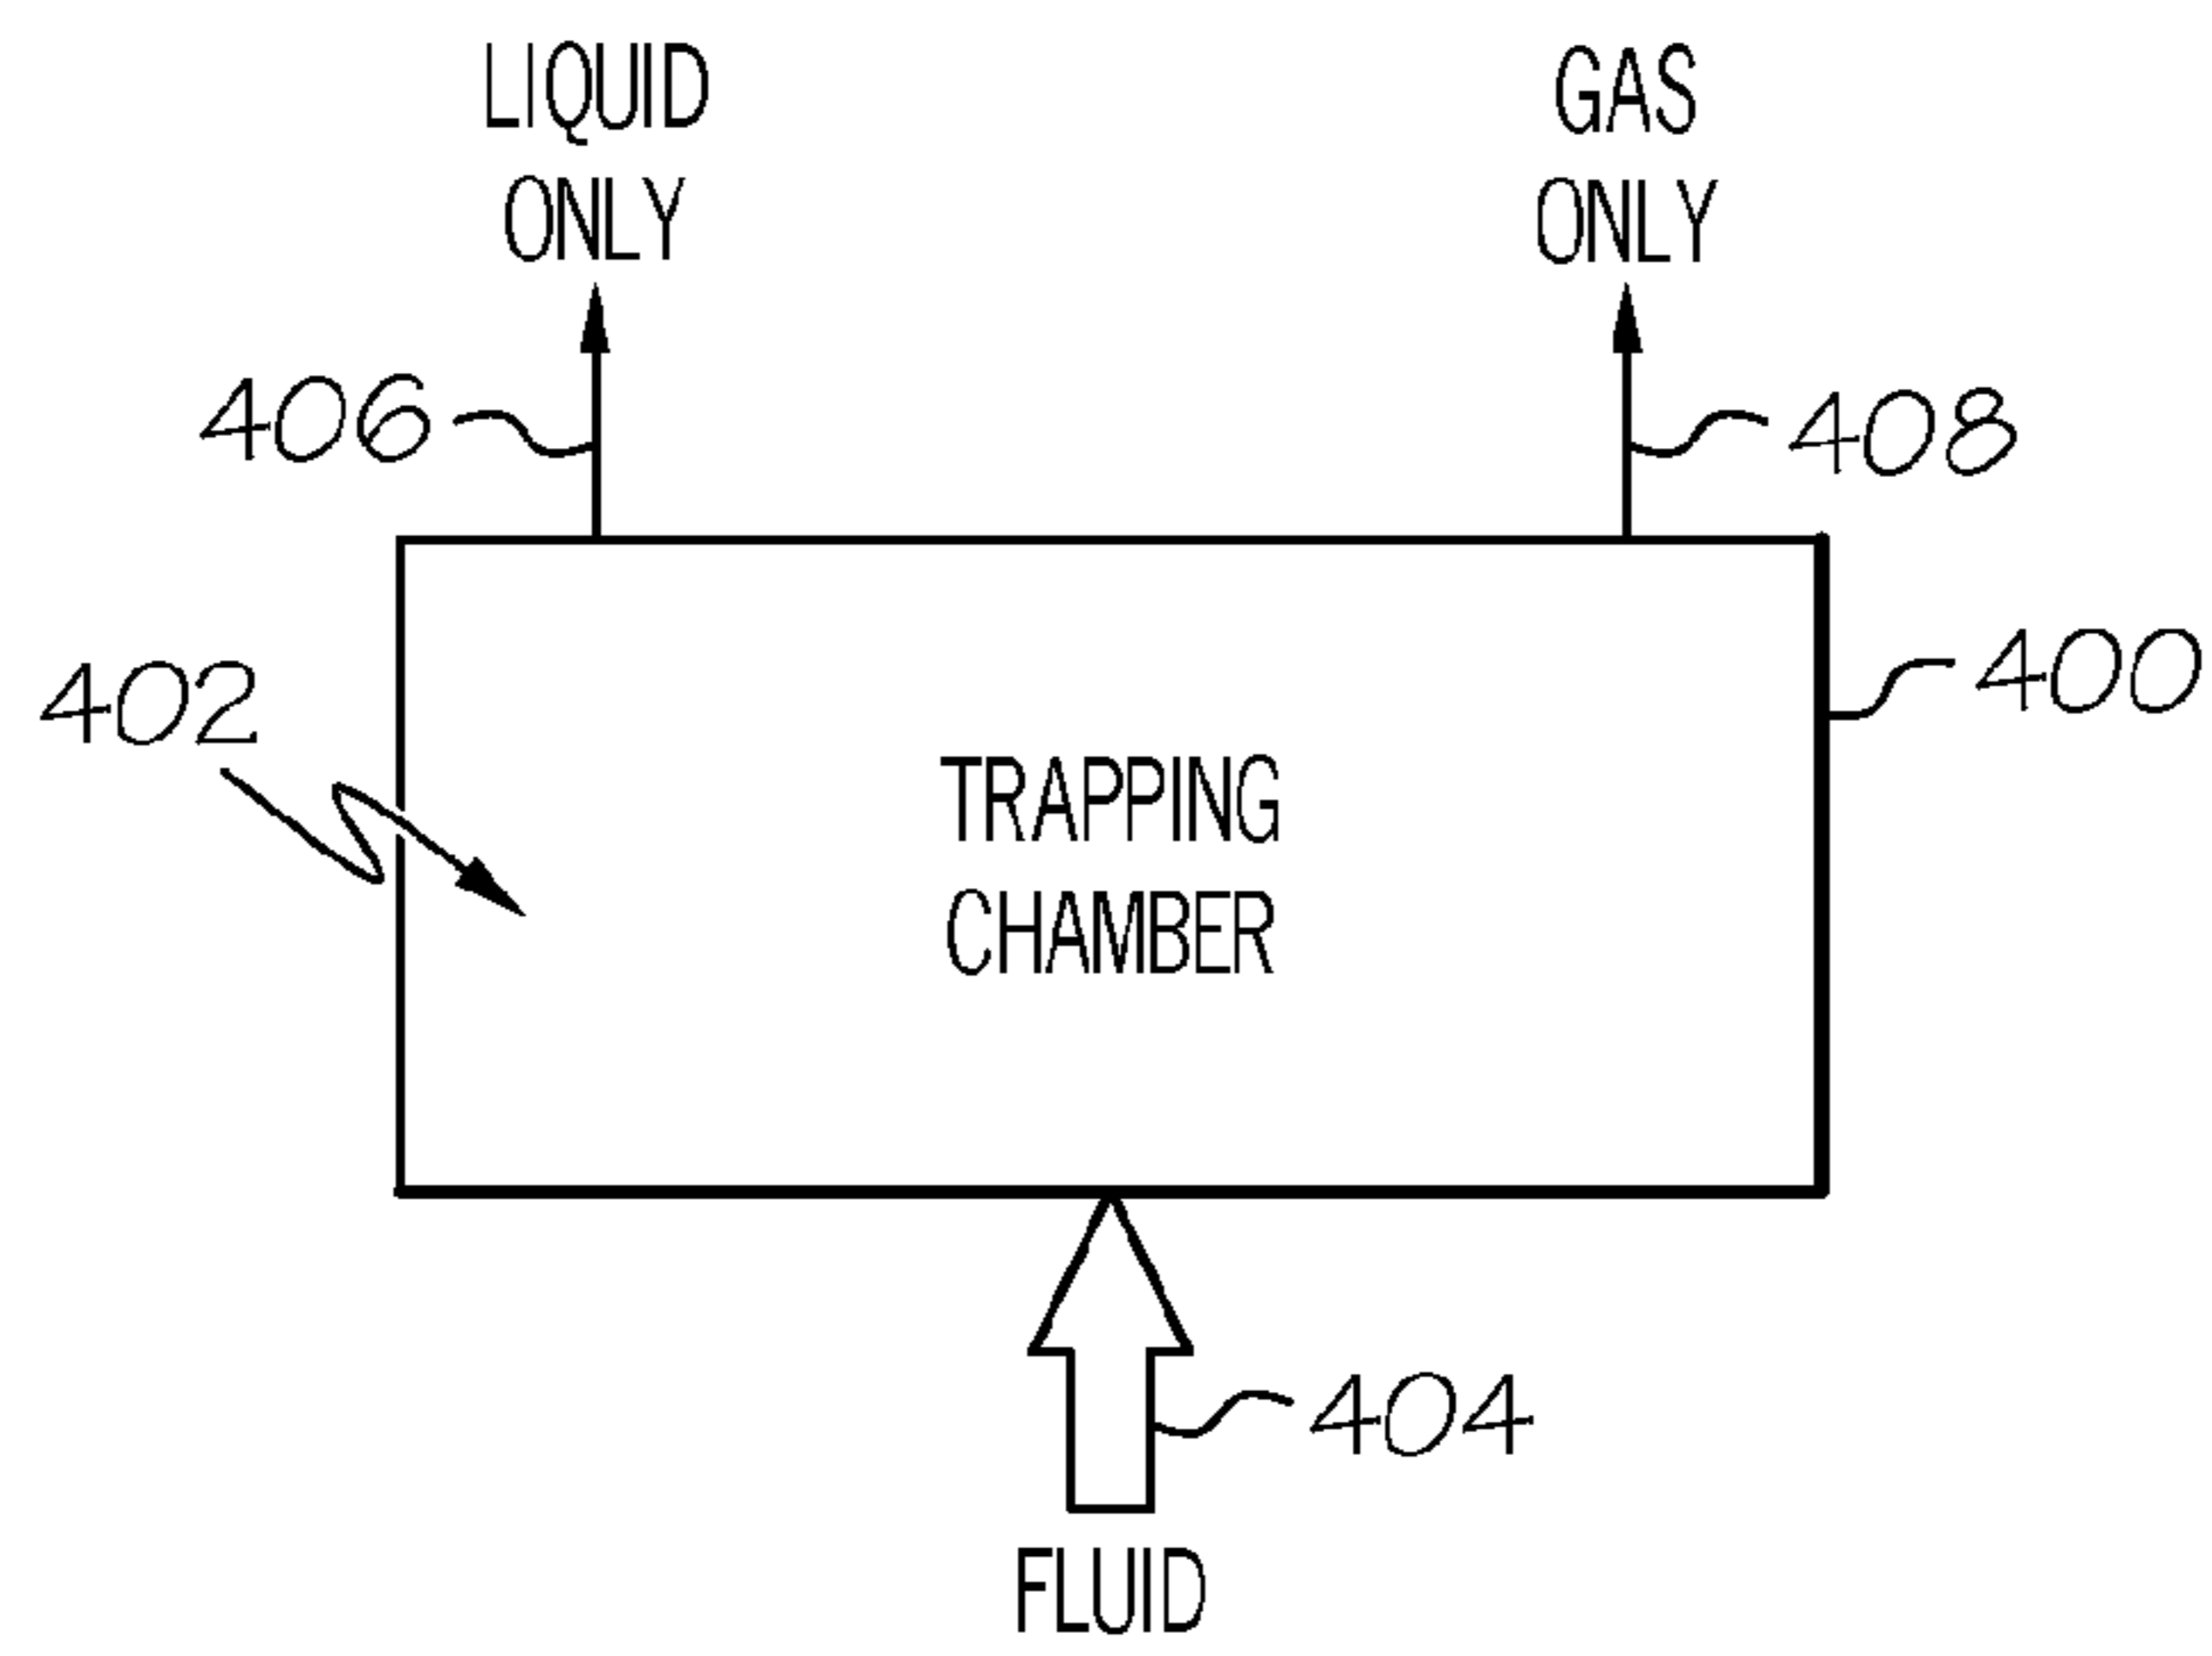 LIQUID
ONLY
GAS
ONLY
406
408
402
400
TRAPPING
CHAMBER
404
FLUID